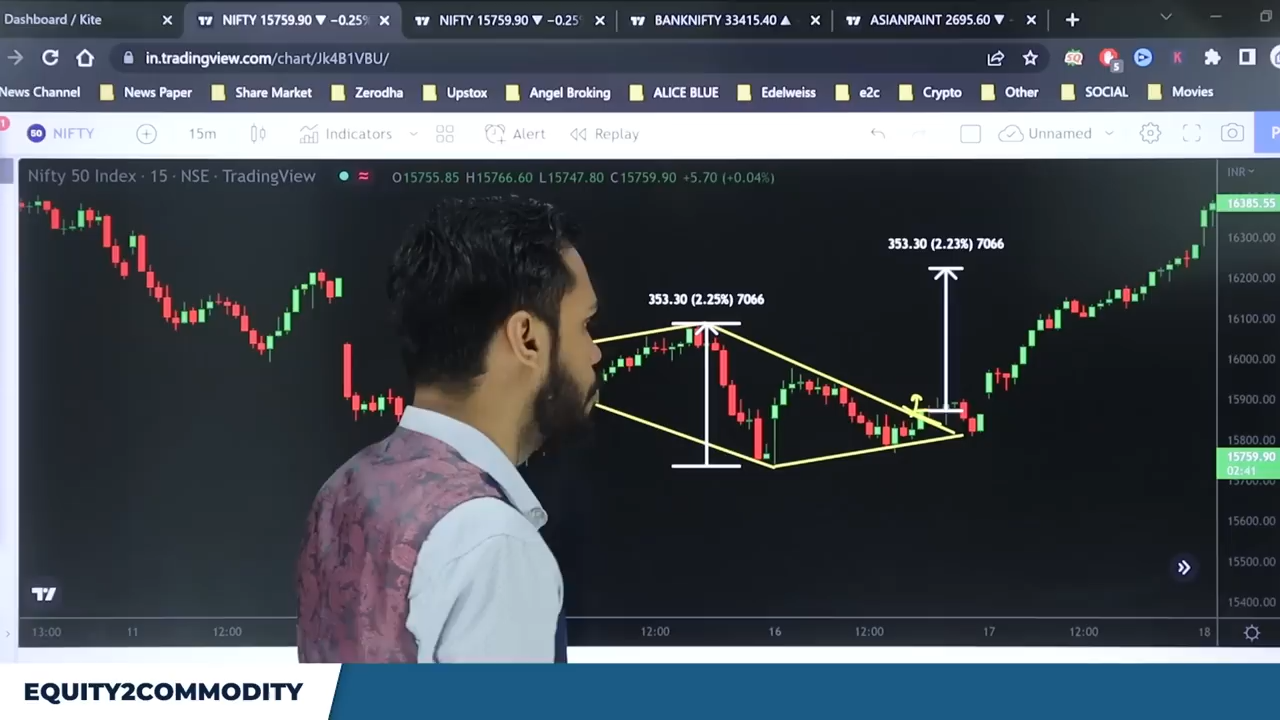 Dashboard / Kite
NIFTY 15759.90 ▼ −0.25%
NIFTY 15759.90 ▼ −0.25%
BANKNIFTY 33415.40 ▲
ASIANPAINT 2695.60 ▼
in.tradingview.com/chart/Jk4B1VBU/
5
K
News Channel
News Paper
Share Market
Zerodha
Upstox
Angel Broking
ALICE BLUE
Edelweiss
e2c
Crypto
Other
SOCIAL
Movies
1
50 NIFTY
15m
Indicators
Alert
Replay
Unnamed
P
Nifty 50 Index · 15 · NSE · TradingView
O15755.85 H15766.60 L15747.80 C15759.90 +5.70 (+0.04%)
INR
16385.55
16300.00
353.30 (2.23%) 7066
16200.00
353.30 (2.25%) 7066
16100.00
16000.00
15900.00
15800.00
15759.90
02:41
15600.00
15500.00
15400.00
13:00
11
12:00
12:00
16
12:00
17
12:00
18
EQUITY2COMMODITY